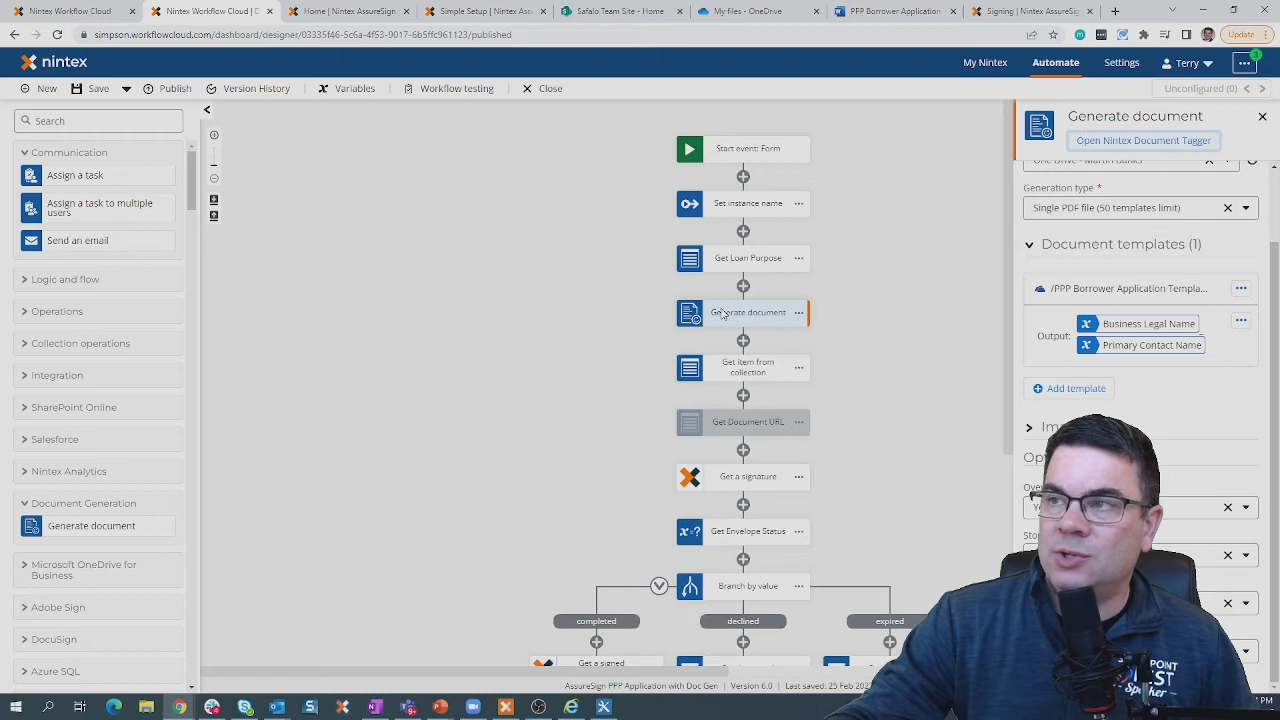 Nintex Workflow Cloud
Nintex Workflow Cloud | D
Home | Nintex AssureSign
Simple Setup | Nintex Ass
Safalo Team Site - Home
My files - OneDrive
PPP Borrower Application
Signing | Nintex AssureSig
simpson.workflowcloud.com/dashboard/designer/03335f46-5c6a-4f53-9017-6b5ffc961123/published
Update
nintex
My Nintex
Automate
Settings
Terry
New
Save
Publish
Version History
Variables
Workflow testing
Close
Unconfigured (0)
Search
Communication
Assign a task
Assign a task to multiple
users
Send an email
Logic and flow
Operations
Collection operations
Integration
SharePoint Online
Salesforce
Nintex Analytics
Document Generation
Generate document
Microsoft OneDrive for
Business
Adobe Sign
DocuSign
Azure SQL
Start event: Form
Set instance name
Get Loan Purpose
Generate document
Get item from
collection
Get Document URL
Get a signature
Get Envelope Status
Branch by value
completed
declined
expired
Get a signed
Generate document
Open Nintex Document Tagger
One Drive - Martin Banks
Generation type *
Single PDF file (50 templates limit)
Document templates (1)
/PPP Borrower Application Templa...
Output:
Business Legal Name
Primary Contact Name
Add template
AssureSign PPP Application with Doc Gen | Version 6.0 | Last saved: 25 Feb 202
Speaker